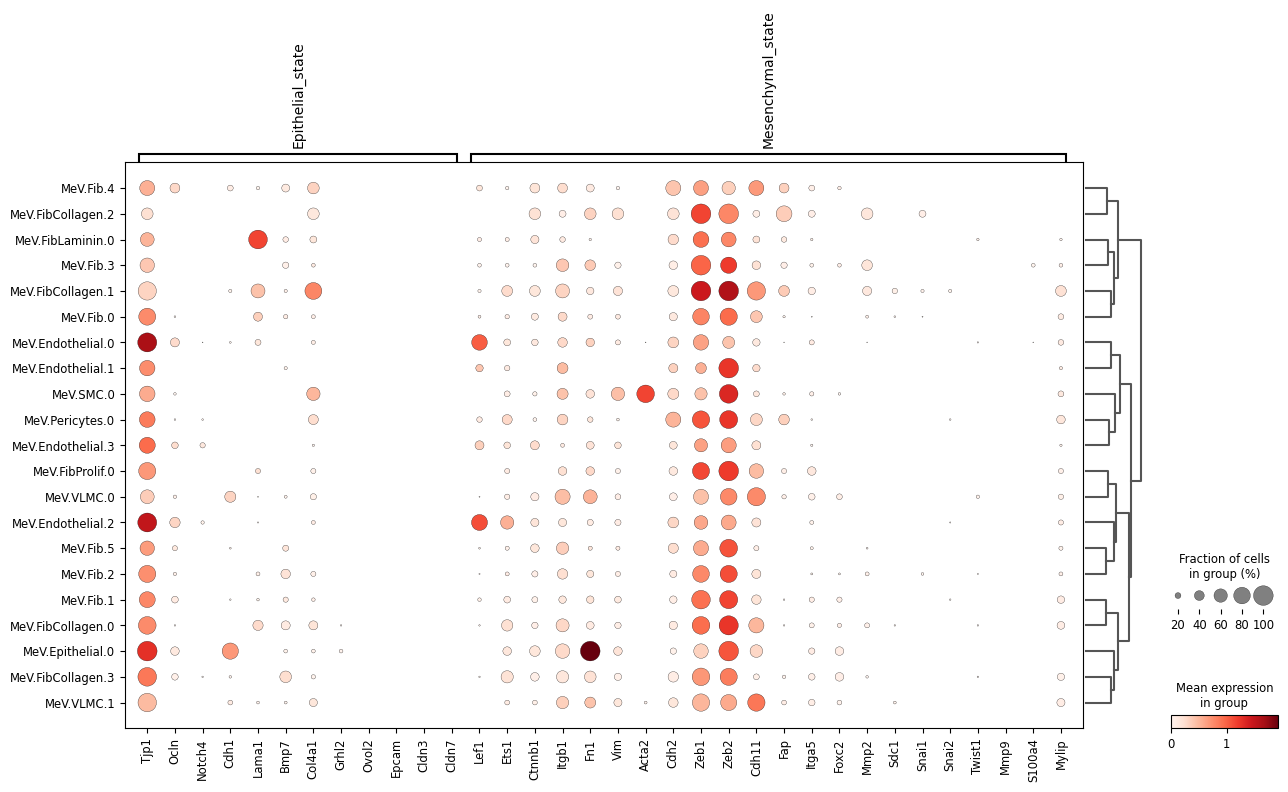 Epithelial_state
Mesenchymal_state
MeV.Fib.4
MeV.FibCollagen.2
MeV.FibLaminin.0
MeV.Fib.3
MeV.FibCollagen.1
MeV.Fib.0
MeV.Endothelial.0
MeV.Endothelial.1
MeV.SMC.0
MeV.Pericytes.0
MeV.Endothelial.3
MeV.FibProlif.0
MeV.VLMC.0
MeV.Endothelial.2
MeV.Fib.5
MeV.Fib.2
MeV.Fib.1
MeV.FibCollagen.0
MeV.Epithelial.0
MeV.FibCollagen.3
MeV.VLMC.1
Tjp1
Ocln
Notch4
Cdh1
Lama1
Bmp7
Col4a1
Grhl2
Ovol2
Epcam
Cldn3
Cldn7
Lef1
Ets1
Ctnnb1
Itgb1
Fn1
Vim
Acta2
Cdh2
Zeb1
Zeb2
Cdh11
Fap
Itga5
Foxc2
Mmp2
Sdc1
Snai1
Snai2
Twist1
Mmp9
S100a4
Mylip
Fraction of cells
in group (%)
20 40 60 80 100
Mean expression
in group
0 1